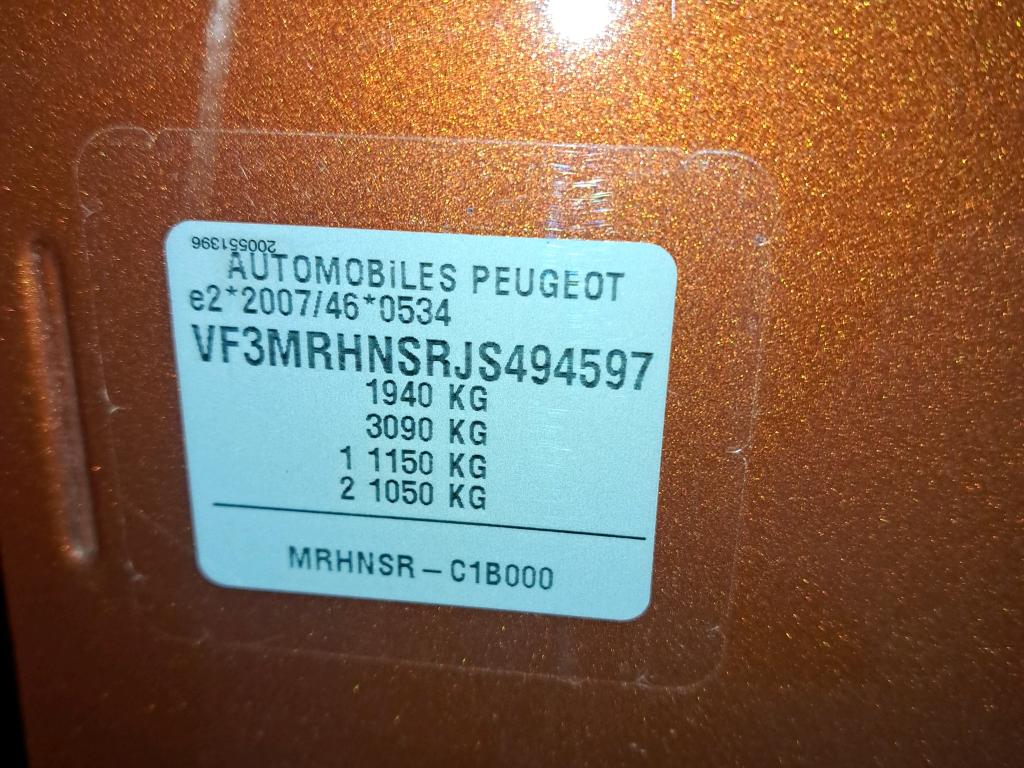 200551396
AUTOMOBiLES PEUGEOT
e2*2007/46*0534
VF3MRHNSRJS494597
1940 KG
3090 KG
1 1150 KG
2 1050 KG
MRHNSR – C1B000